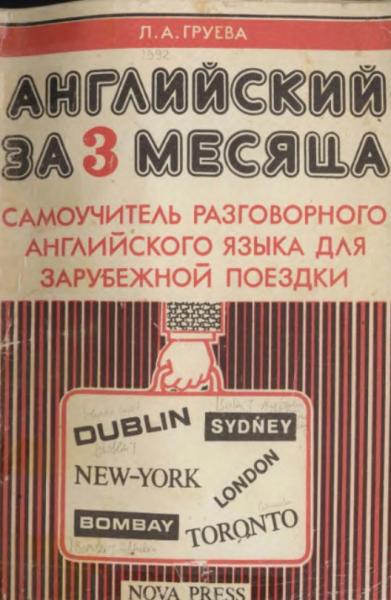 Л.А.ГРУЕВА
1992
АНГЛИЙСКИЙ
ЗА 3 МЕСЯЦА
САМОУЧИТЕЛЬ РАЗГОВОРНОГО
АНГЛИЙСКОГО ЯЗЫКА ДЛЯ
ЗАРУБЕЖНОЙ ПОЕЗДКИ
DUBLIN
SYDNEY
NEW-YORK
LONDON
BOMBAY
TORONTO
NOVA PRESS